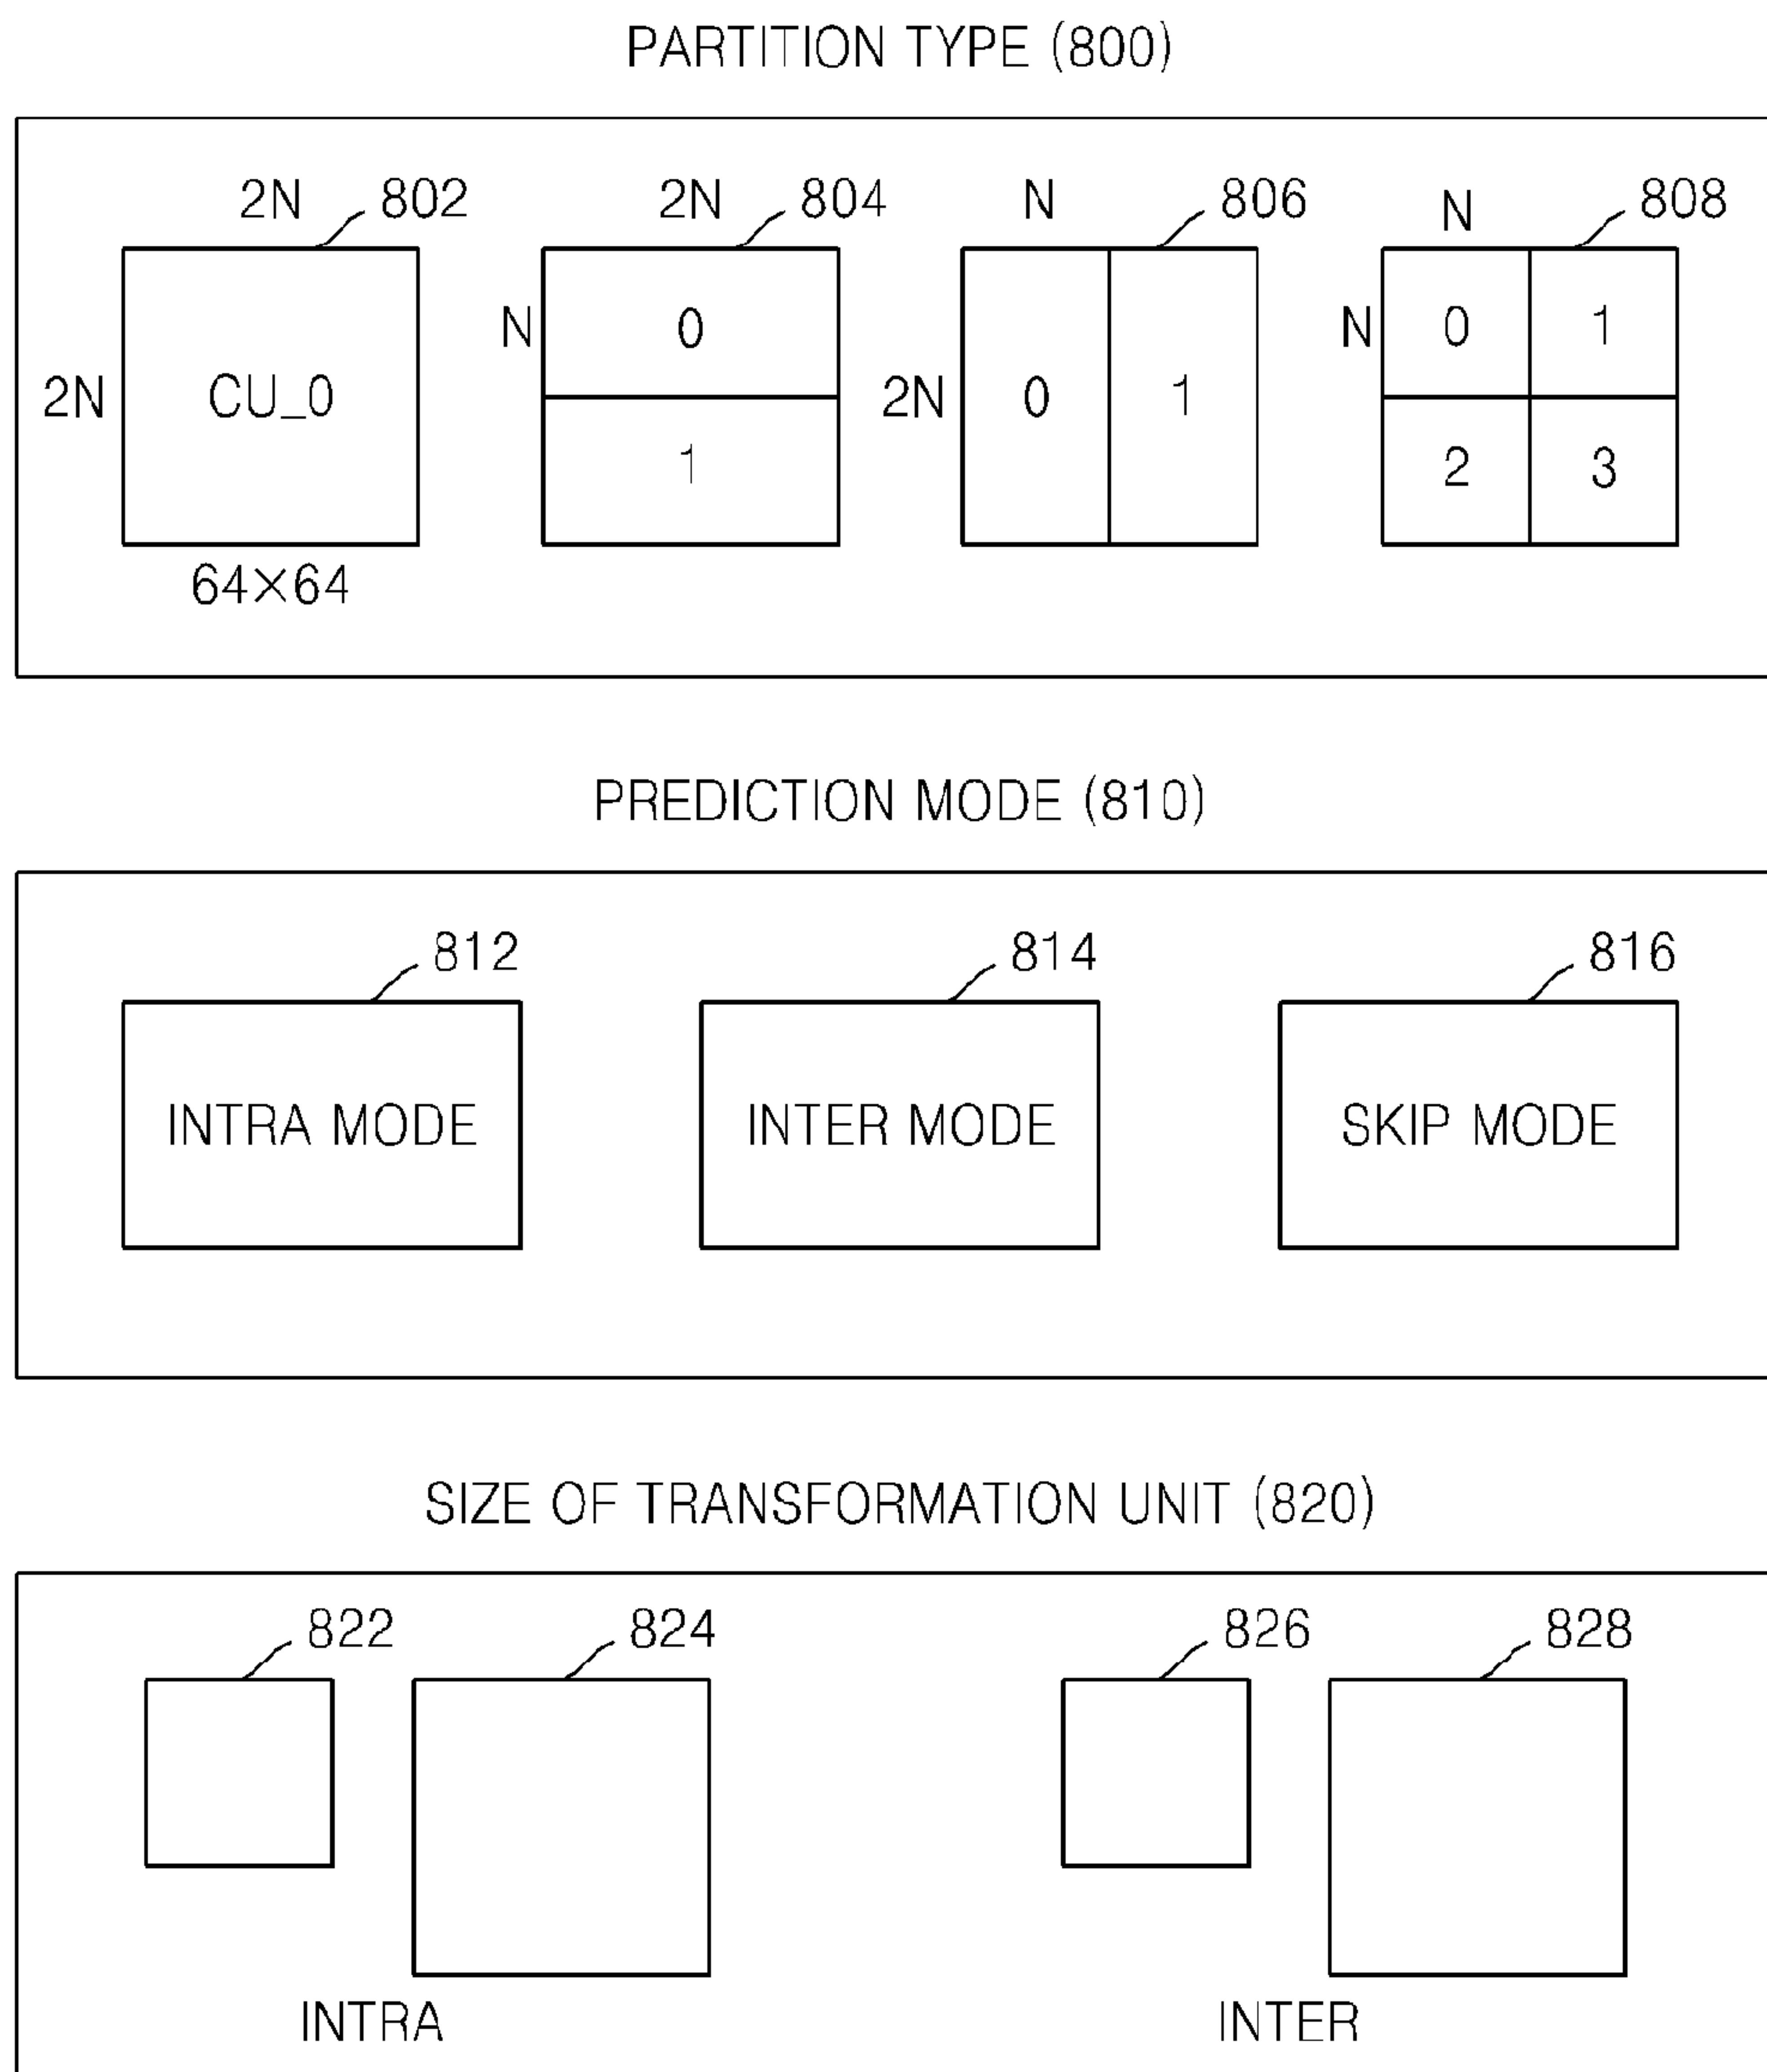 PARTITION TYPE (800)
2N 802 2N 804 N 806 N 808
2N CU_0 N 0 1 2N 0 1 N 0 1 2 3
64×64
PREDICTION MODE (810)
812 814 816
INTRA MODE INTER MODE SKIP MODE
SIZE OF TRANSFORMATION UNIT (820)
822 824 826 828
INTRA INTER